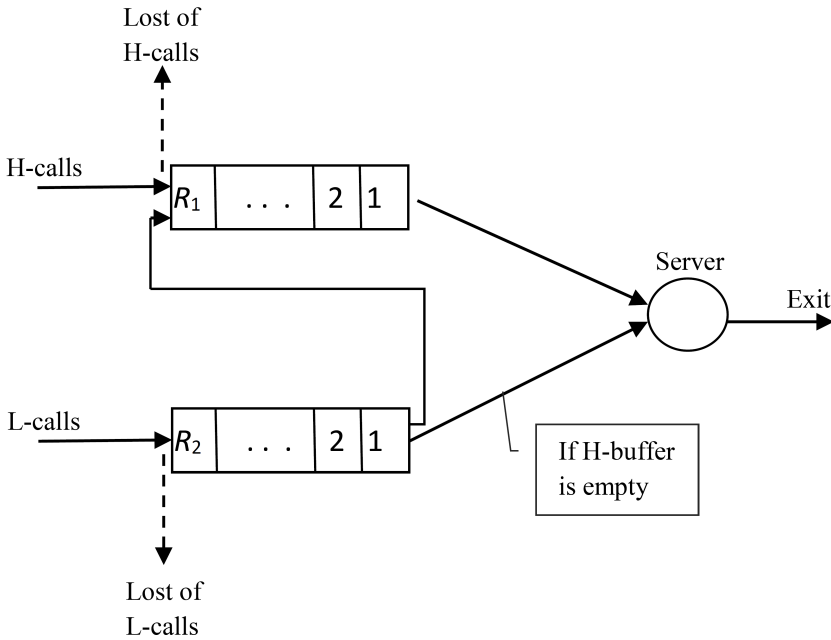 Lost of
H-calls
H-calls
R1 . . . 2 1
Server
Exit
L-calls
R2 . . . 2 1
If H-buffer
is empty
Lost of
L-calls